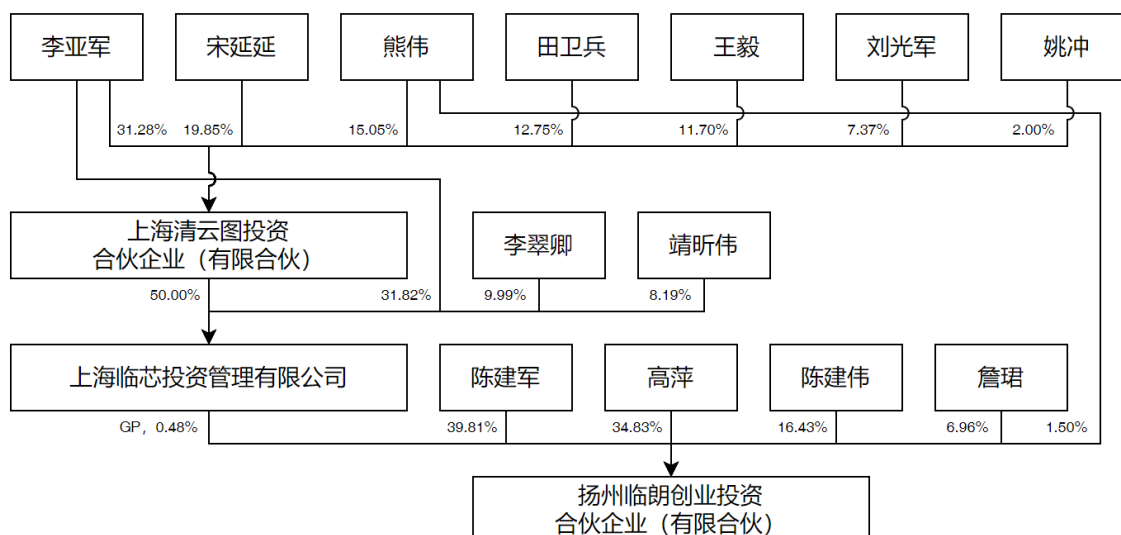 李亚军
宋延延
熊伟
田卫兵
王毅
刘光军
姚冲
31.28%
19.85%
15.05%
12.75%
11.70%
7.37%
2.00%
上海清云图投资
合伙企业（有限合伙）
李翠卿
靖昕伟
50.00%
31.82%
9.99%
8.19%
上海临芯投资管理有限公司
陈建军
高萍
陈建伟
詹珺
GP，0.48%
39.81%
34.83%
16.43%
6.96%
1.50%
扬州临朗创业投资
合伙企业（有限合伙）